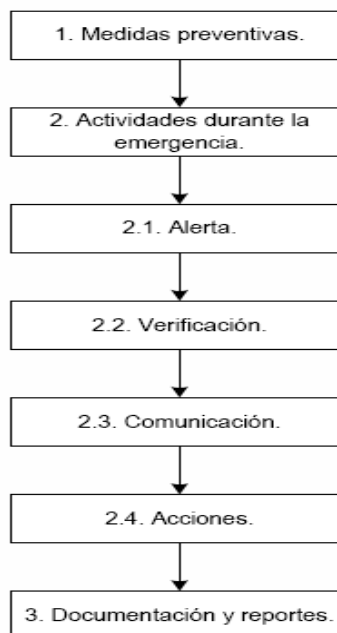 1. Medidas preventivas.
2. Actividades durante la
emergencia.
2.1. Alerta.
2.2. Verificación.
2.3. Comunicación.
2.4. Acciones.
3. Documentación y reportes.